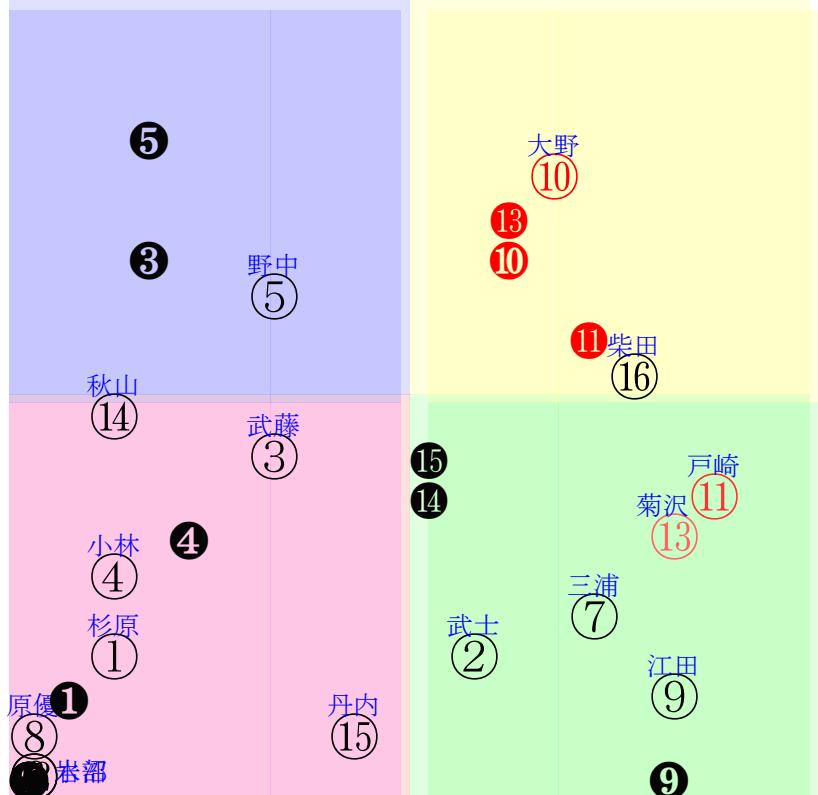 ❺
大野
⑩
⓭
❸
❿
野中
⑤
⓫
柴田
⑯
秋山
⑭
武藤
③
⓯
戸崎
⑪
⓮
菊沢
⑬
❹
小林
④
三浦
⑦
杉原
①
武士
②
江田
⑨
❶
原優
⑧
丹内
⑮
❾